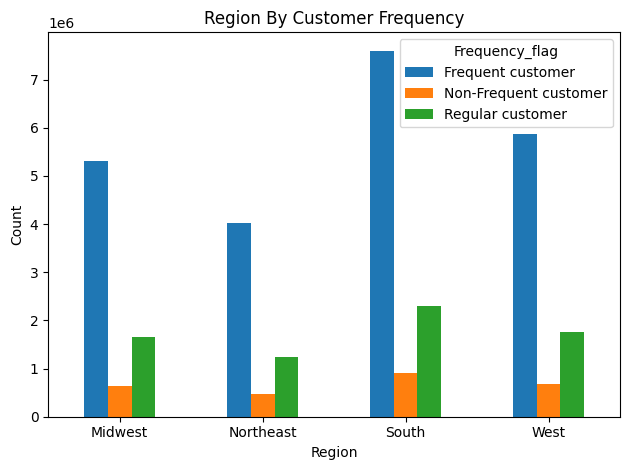 Region By Customer Frequency
1e6
Frequency_flag
Frequent customer
Non-Frequent customer
Regular customer
7
6
5
4
3
2
1
0
Count
Midwest Northeast South West
Region